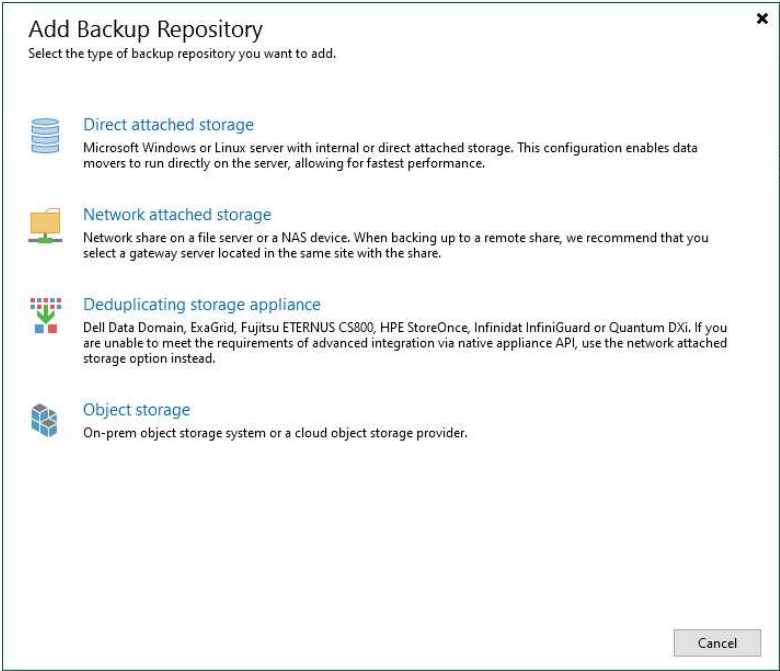 Add Backup Repository
Select the type of backup repository you want to add.
Direct attached storage
Microsoft Windows or Linux server with internal or direct attached storage. This configuration enables data
movers to run directly on the server, allowing for fastest performance.
Network attached storage
Network share on a file server or a NAS device. When backing up to a remote share, we recommend that you
select a gateway server located in the same site with the share.
Deduplicating storage appliance
Dell Data Domain, ExaGrid, Fujitsu ETERNUS CS800, HPE StoreOnce, Infinidat InfiniGuard or Quantum DXi. If you
are unable to meet the requirements of advanced integration via native appliance API, use the network attached
storage option instead.
Object storage
On-prem object storage system or a cloud object storage provider.
Cancel